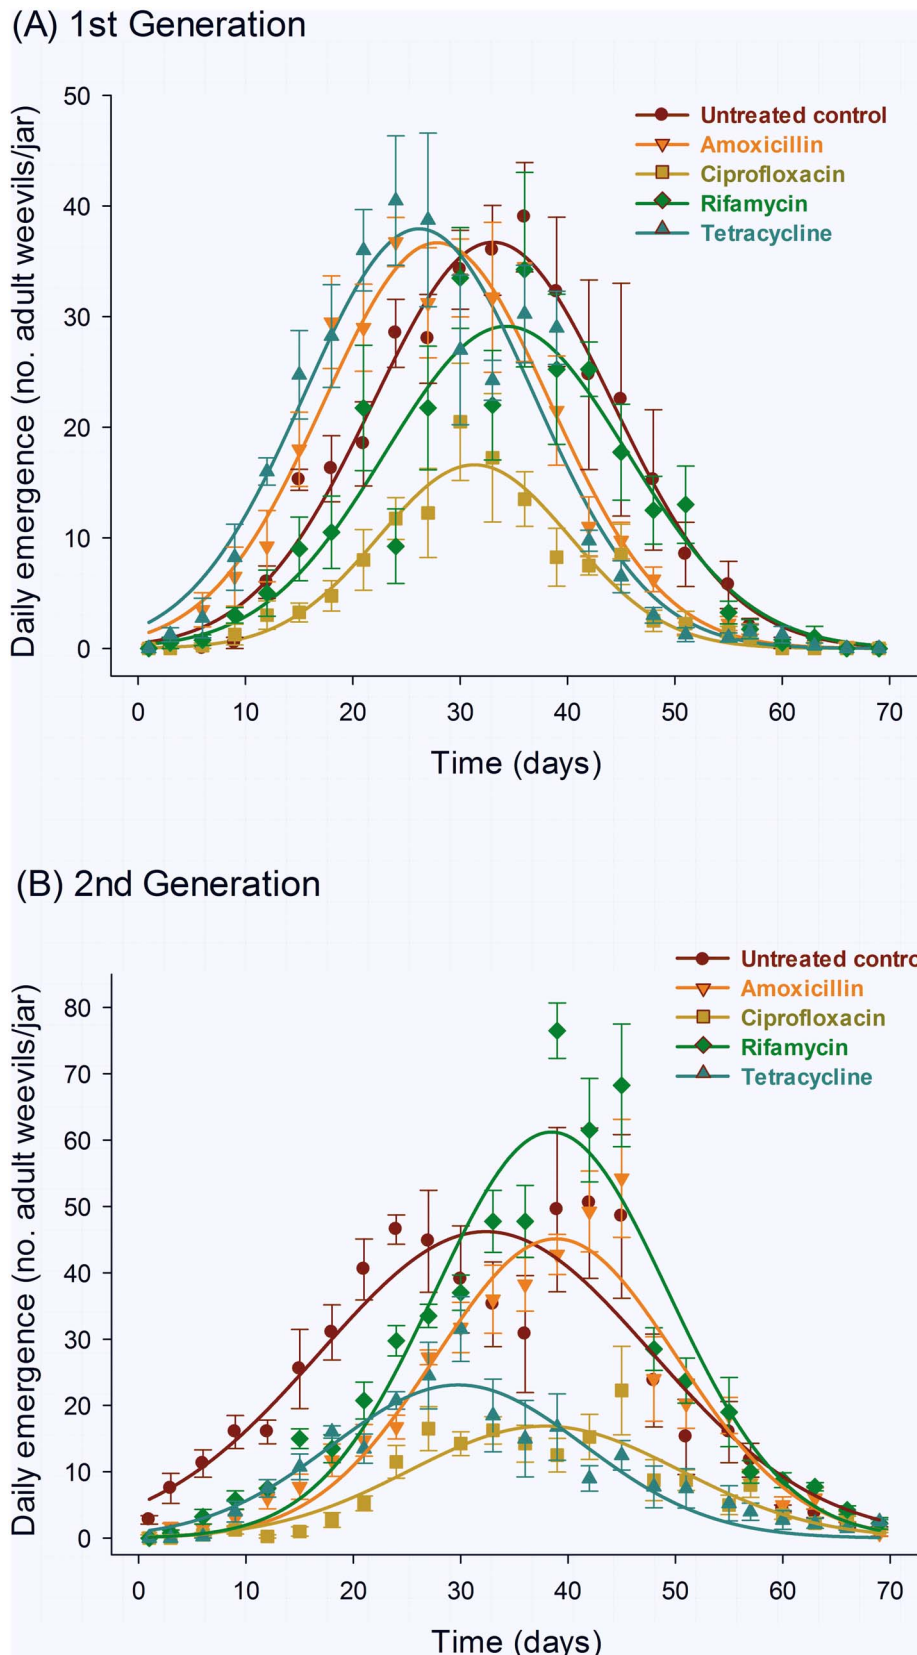 (A) 1st Generation
Daily emergence (no. adult weevils/jar)
50
40
30
20
10
0
Untreated control
Amoxicillin
Ciprofloxacin
Rifamycin
Tetracycline
0 10 20 30 40 50 60 70
Time (days)
(B) 2nd Generation
Daily emergence (no. adult weevils/jar)
80
70
60
50
40
30
20
10
0
Untreated contro
Amoxicillin
Ciprofloxacin
Rifamycin
Tetracycline
0 10 20 30 40 50 60 70
Time (days)